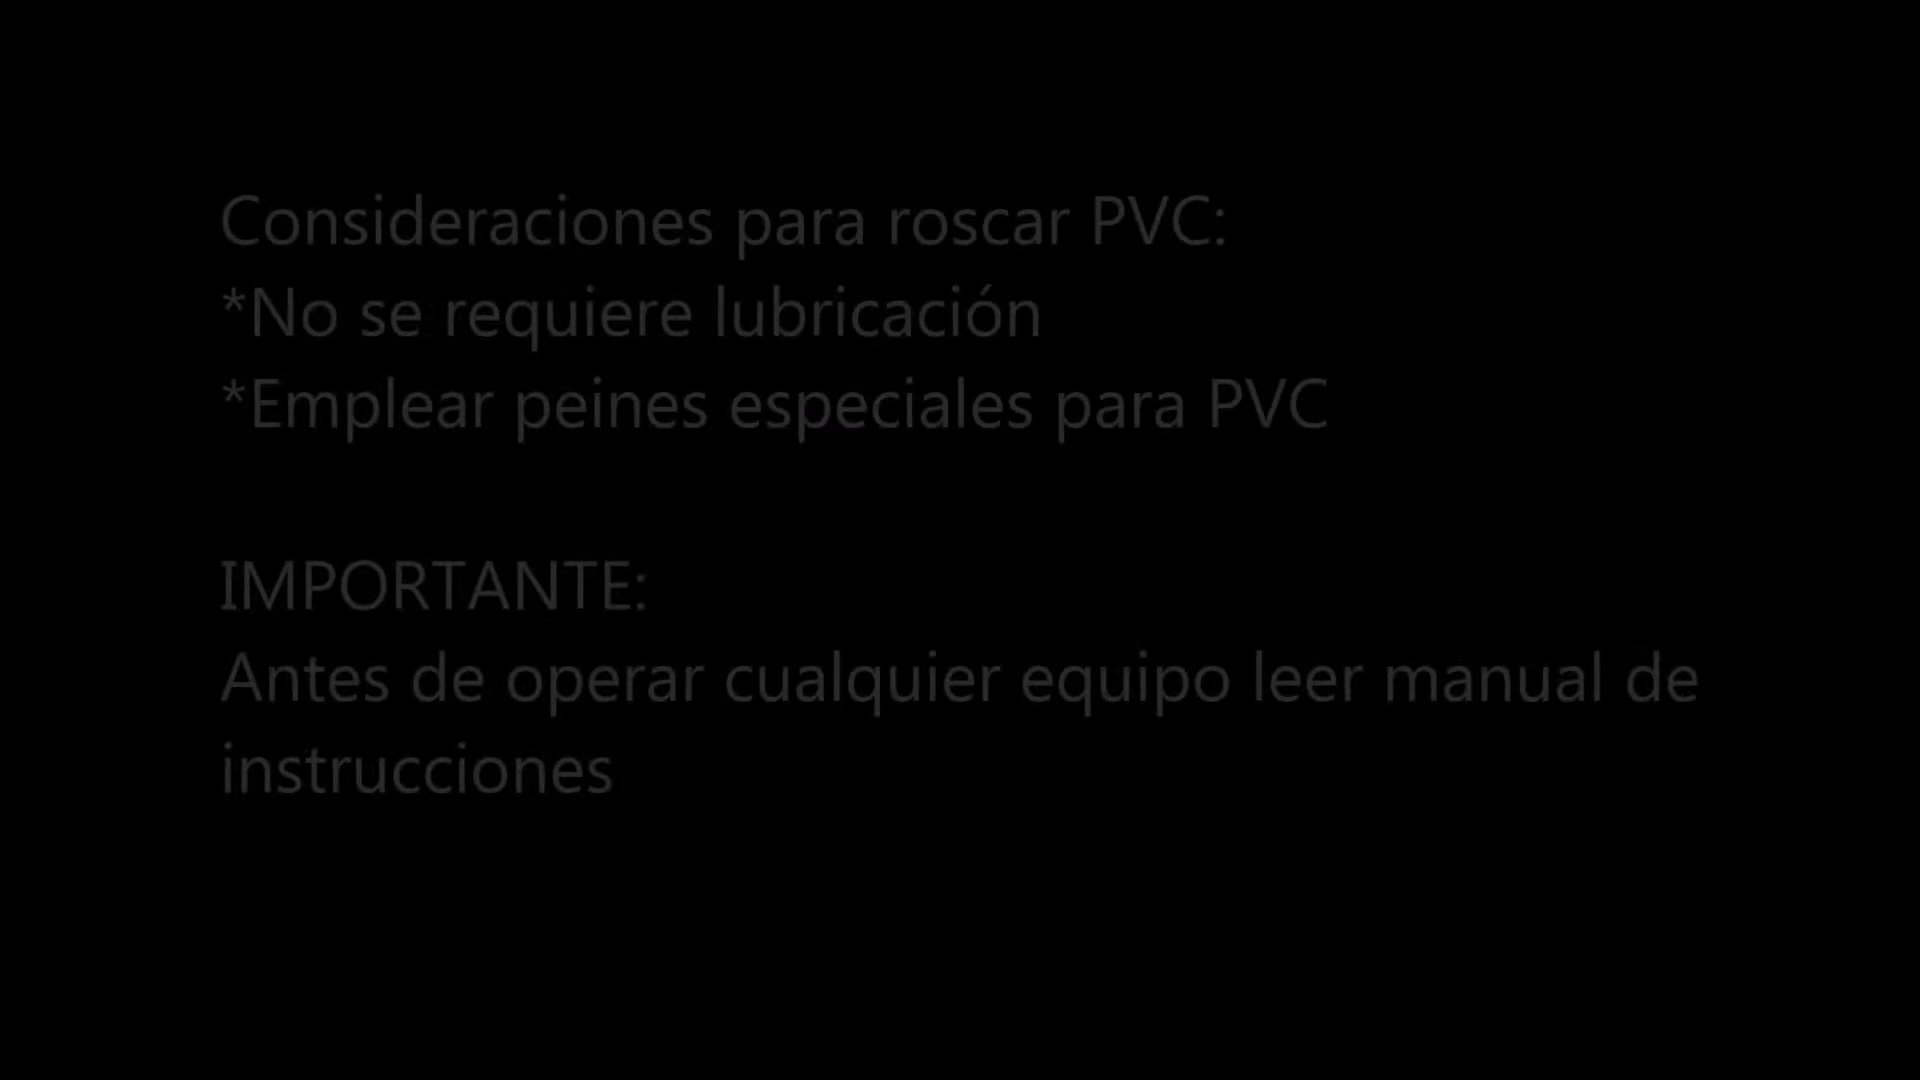 Consideraciones para roscar PVC:
*No se requiere lubricación
*Emplear peines especiales para PVC
IMPORTANTE:
Antes de operar cualquier equipo leer manual de
instrucciones